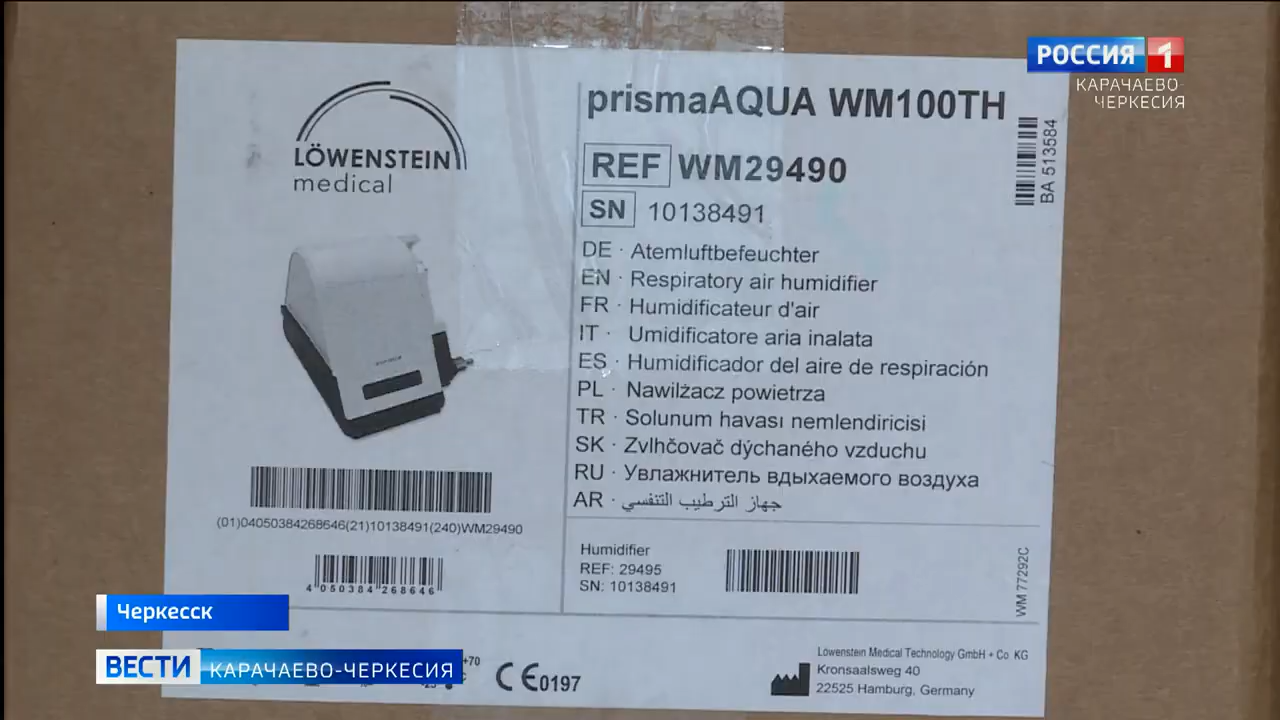 РОССИЯ 1
КАРАЧАЕВО-
ЧЕРКЕСИЯ
LÖWENSTEIN
medical
prismaAQUA WM100TH
REF WM29490
SN 10138491
BA 513584
DE · Atemluftbefeuchter
EN · Respiratory air humidifier
FR · Humidificateur d'air
IT · Umidificatore aria inalata
ES · Humidificador del aire de respiración
PL · Nawilżacz powietrza
TR · Solunum havası nemlendiricisi
SK · Zvlhčovač dýchaného vzduchu
RU · Увлажнитель вдыхаемого воздуха
AR · جهاز الترطيب التنفسي
(01)04050384268646(21)10138491(240)WM29490
4 050384 268646
Humidifier
REF: 29495
SN: 10138491
WM 77292C
Черкесск
ВЕСТИ КАРАЧАЕВО-ЧЕРКЕСИЯ
+70
CE0197
Löwenstein Medical Technology GmbH + Co. KG
Kronsaalsweg 40
22525 Hamburg, Germany